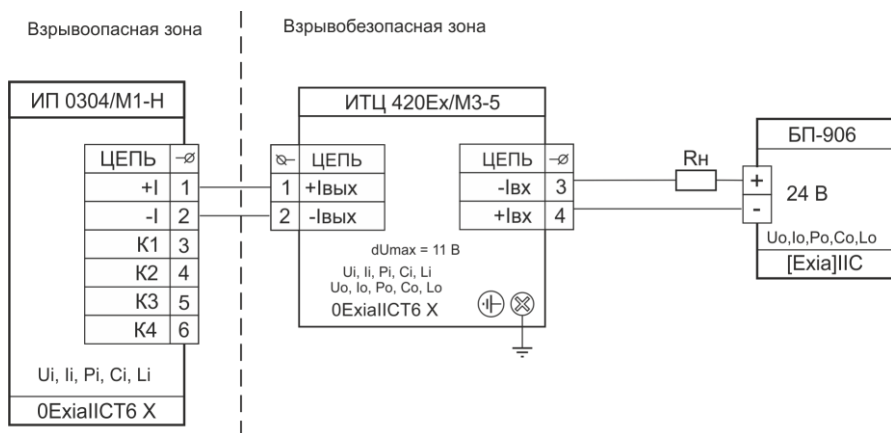 Взрывоопасная зона
Взрывобезопасная зона
ИП 0304/М1-Н
ЦЕПЬ
+I 1
-I 2
К1 3
К2 4
К3 5
К4 6
Ui, Ii, Pi, Ci, Li
0ExiaIICT6 X
ИТЦ 420Ex/М3-5
ЦЕПЬ
1 +Iвых
2 -Iвых
ЦЕПЬ
-Iвх 3
+Iвх 4
dUmax = 11 В
Ui, Ii, Pi, Ci, Li
Uo, Io, Po, Co, Lo
0ExiaIICT6 X
Rн
БП-906
+
24 В
-
Uo,Io,Po,Co,Lo
[Exia]IIC